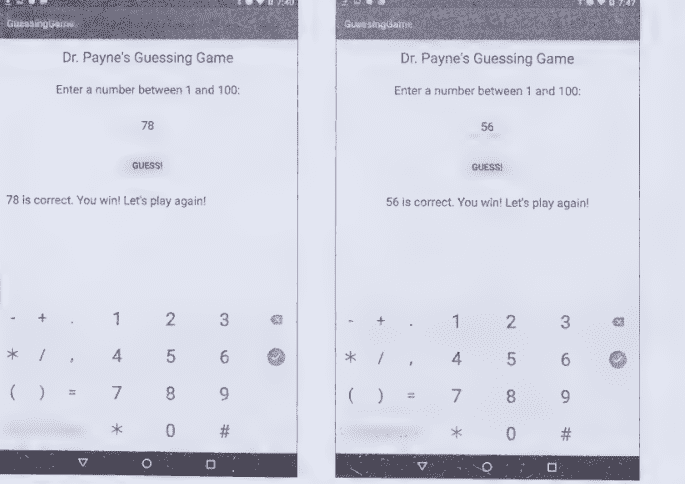 7:47
GuessingGame
Dr. Payne's Guessing Game
Enter a number between 1 and 100:
78
GUESS!
78 is correct. You win! Let's play again!
- + . 1 2 3
* / , 4 5 6
( ) = 7 8 9
* 0 #
GuessingGame
Dr. Payne's Guessing Game
Enter a number between 1 and 100:
56
GUESS!
56 is correct. You win! Let's play again!
- + . 1 2 3
* / , 4 5 6
( ) = 7 8 9
* 0 #